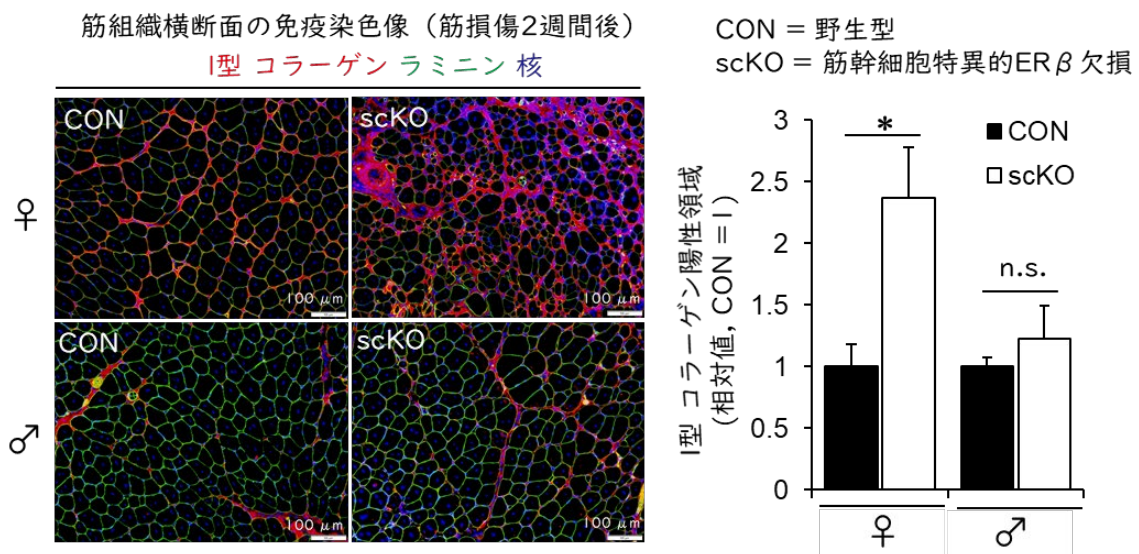 筋組織横断面の免疫染色像（筋損傷2週間後）
I型 コラーゲン ラミニン 核
CON = 野生型
scKO = 筋幹細胞特異的ERβ欠損
CON
scKO
♀
100 μm
100 μm
CON
scKO
♂
100 μm
100 μm
I型 コラーゲン陽性領域
(相対値, CON = I)
3
2.5
2
1.5
1
0.5
0
*
n.s.
CON
scKO
♀
♂